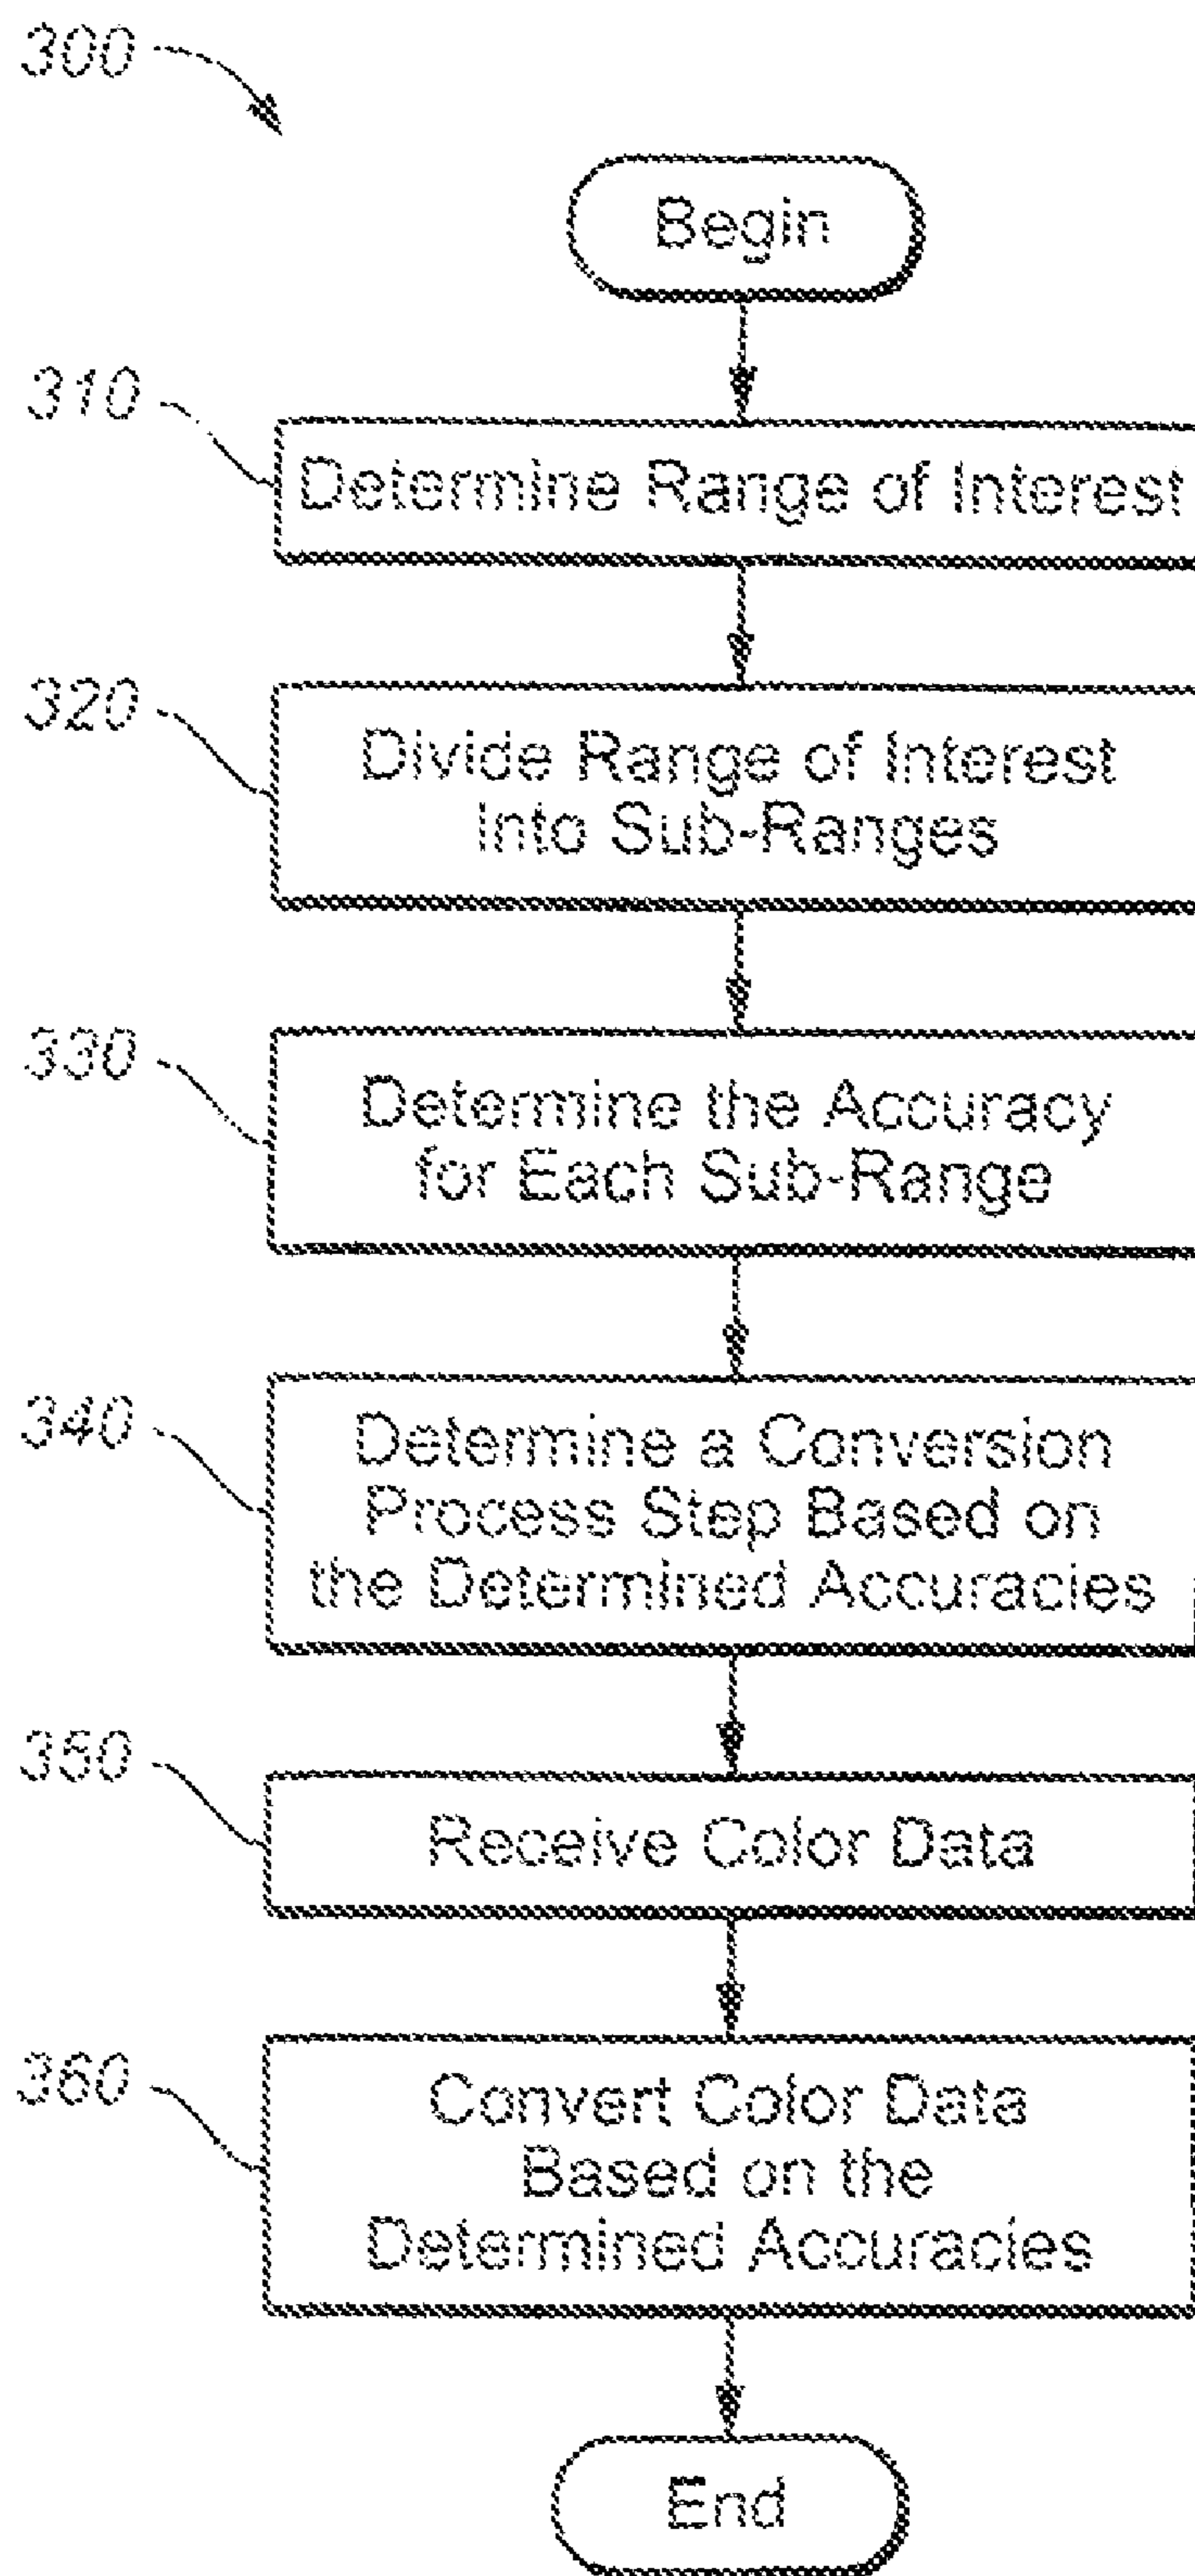 300
Begin
310
Determine Range of Interest
320
Divide Range of Interest
Into Sub-Ranges
330
Determine the Accuracy
for Each Sub-Range
340
Determine a Conversion
Process Step Based on
the Determined Accuracies
350
Receive Color Data
360
Convert Color Data
Based on the
Determined Accuracies
End